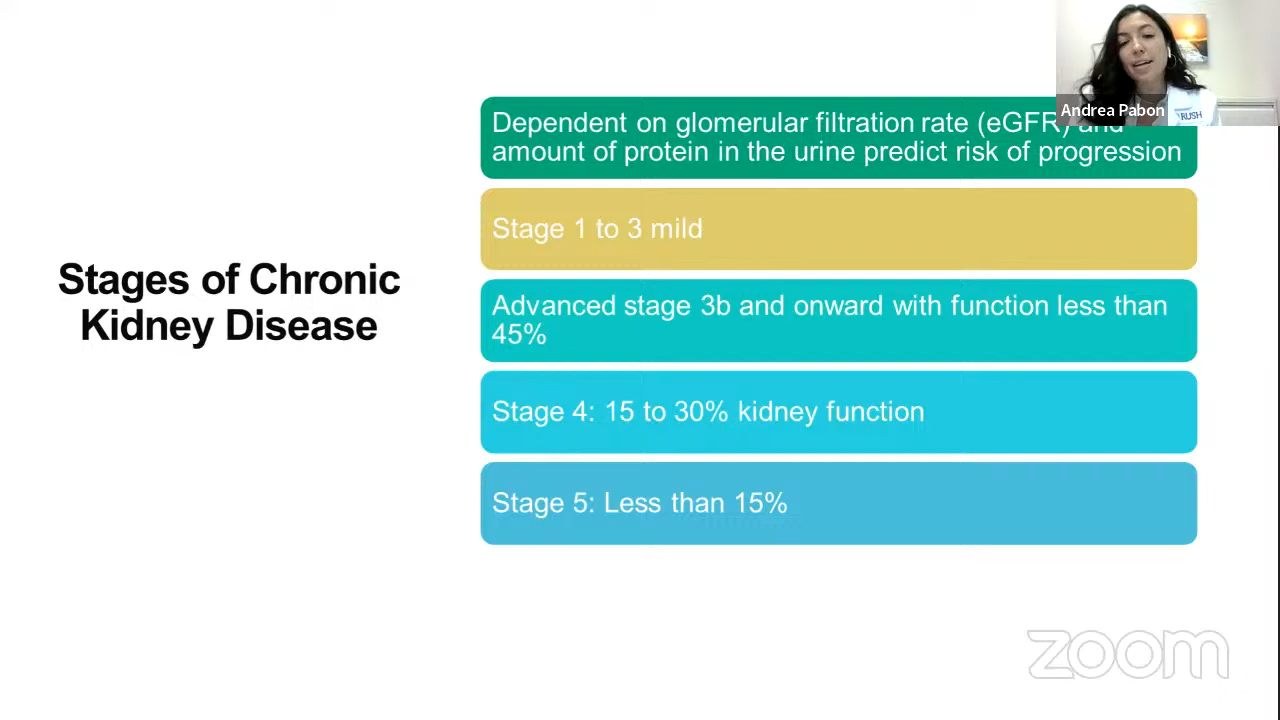 Andrea Pabon
RUSH
Dependent on glomerular filtration rate (eGFR) and
amount of protein in the urine predict risk of progression
Stage 1 to 3 mild
Stages of Chronic
Kidney Disease
Advanced stage 3b and onward with function less than
45%
Stage 4: 15 to 30% kidney function
Stage 5: Less than 15%
zoom